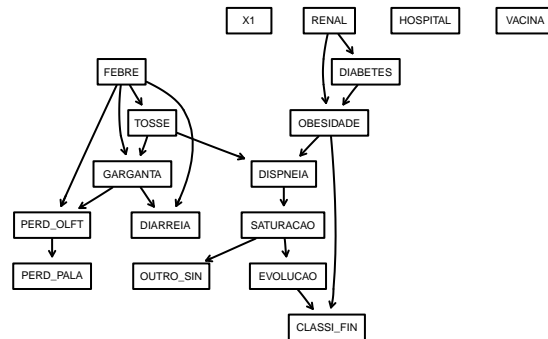 X1 RENAL HOSPITAL VACINA
FEBRE DIABETES
TOSSE OBESIDADE
GARGANTA DISPNEIA
PERD_OLFT DIARREIA SATURACAO
PERD_PALA OUTRO_SIN EVOLUCAO
CLASSI_FIN